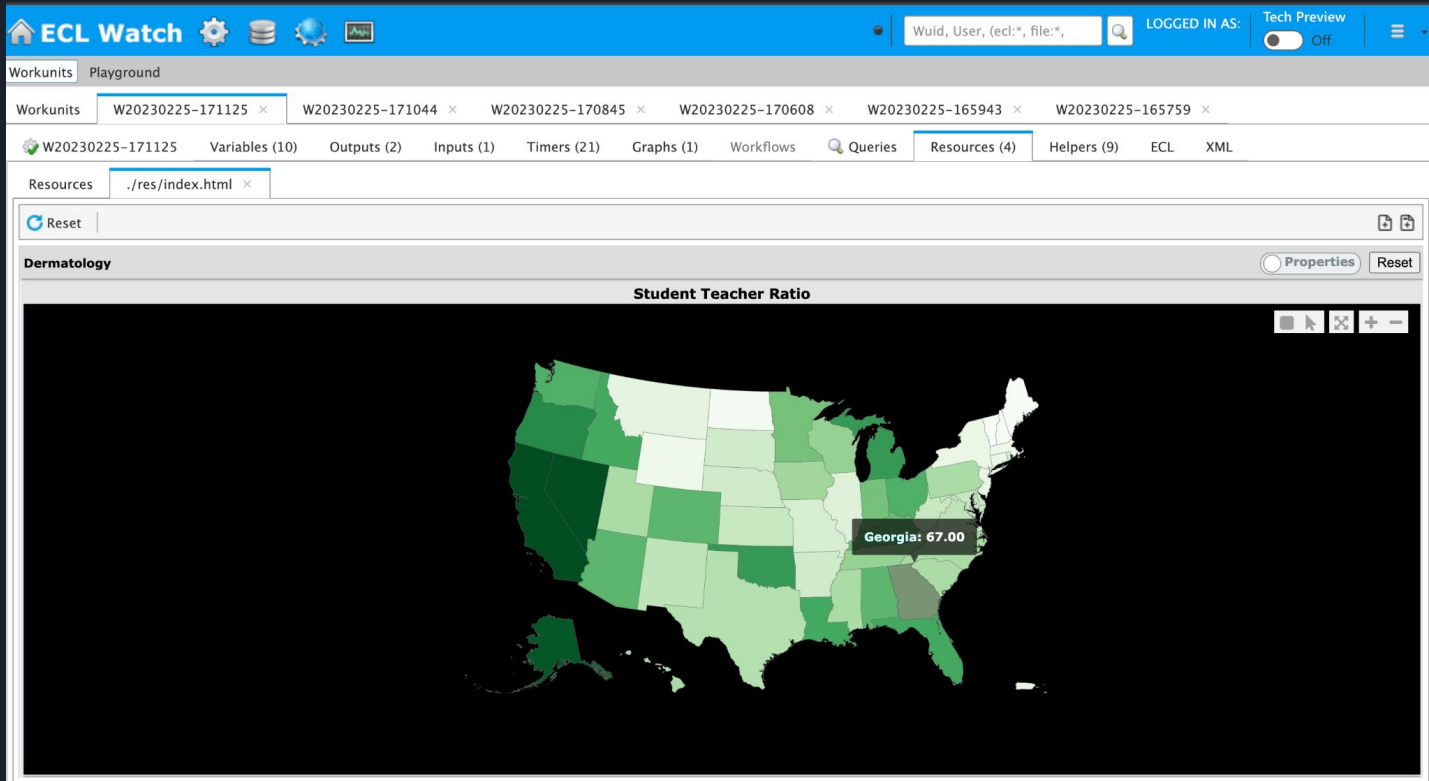 ECL Watch
Wuid, User, (ecl:*, file:*,
LOGGED IN AS:
Tech Preview
Off
Workunits Playground
Workunits W20230225-171125 W20230225-171044 W20230225-170845 W20230225-170608 W20230225-165943 W20230225-165759
W20230225-171125 Variables (10) Outputs (2) Inputs (1) Timers (21) Graphs (1) Workflows Queries Resources (4) Helpers (9) ECL XML
Resources ./res/index.html
Reset
Dermatology Properties Reset
Student Teacher Ratio
Georgia: 67.00